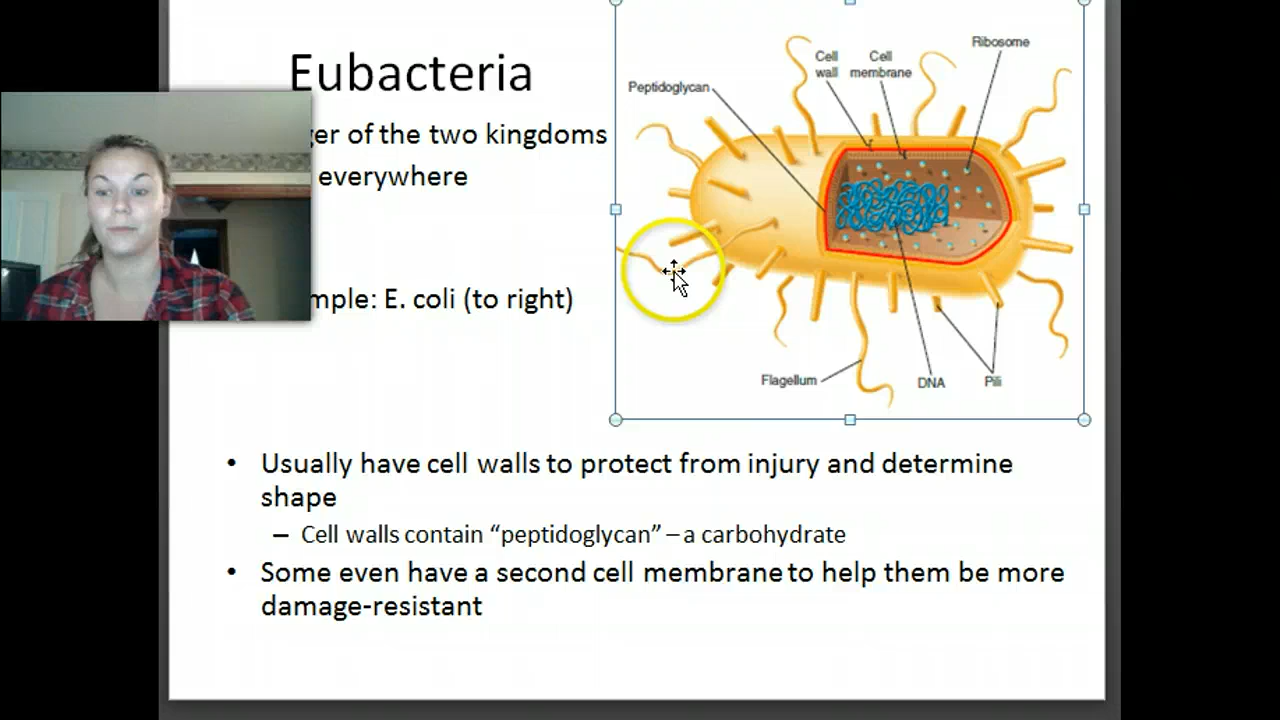 Eubacteria
of the two kingdoms
everywhere
E. coli (to right)
Peptidoglycan
Cell
wall
Cell
membrane
Ribosome
Flagellum
DNA
Pili
• Usually have cell walls to protect from injury and determine
shape
– Cell walls contain “peptidoglycan” – a carbohydrate
• Some even have a second cell membrane to help them be more
damage-resistant